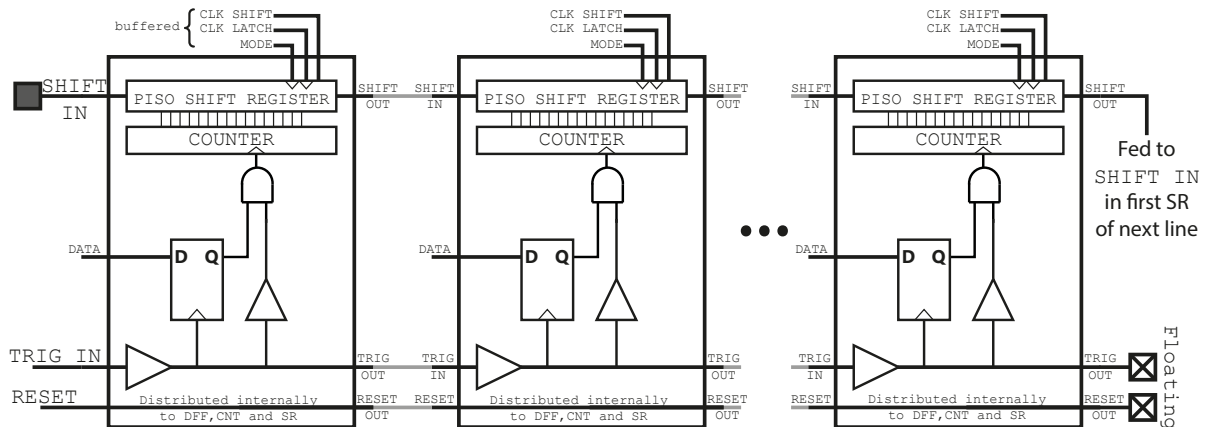 buffered
CLK SHIFT
CLK LATCH
MODE
CLK SHIFT
CLK LATCH
MODE
CLK SHIFT
CLK LATCH
MODE
SHIFT
IN
PISO SHIFT REGISTER
SHIFT
OUT
SHIFT
IN
PISO SHIFT REGISTER
SHIFT
OUT
SHIFT
IN
PISO SHIFT REGISTER
SHIFT
OUT
COUNTER
COUNTER
COUNTER
Fed to
SHIFT IN
in first SR
of next line
DATA
D Q
DATA
D Q
DATA
D Q
TRIG IN
TRIG
OUT
TRIG
IN
TRIG
OUT
TRIG
IN
TRIG
OUT
Floating
RESET
Distributed internally
to DFF,CNT and SR
RESET
OUT
RESET
IN
Distributed internally
to DFF,CNT and SR
RESET
OUT
RESET
IN
Distributed internally
to DFF,CNT and SR
RESET
OUT